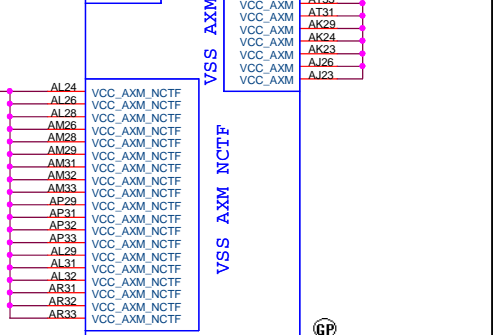 VCC_AXM AT33
VCC_AXM AT31
VCC_AXM AK29
VCC_AXM AK24
VCC_AXM AK23
VCC_AXM AJ26
VCC_AXM AJ23
VSS AXM
AL24 VCC_AXM_NCTF
AL26 VCC_AXM_NCTF
AL28 VCC_AXM_NCTF
AM26 VCC_AXM_NCTF
AM28 VCC_AXM_NCTF
AM29 VCC_AXM_NCTF
AM31 VCC_AXM_NCTF
AM32 VCC_AXM_NCTF
AM33 VCC_AXM_NCTF
AP29 VCC_AXM_NCTF
AP31 VCC_AXM_NCTF
AP32 VCC_AXM_NCTF
AP33 VCC_AXM_NCTF
AL29 VCC_AXM_NCTF
AL31 VCC_AXM_NCTF
AL32 VCC_AXM_NCTF
AR31 VCC_AXM_NCTF
AR32 VCC_AXM_NCTF
AR33 VCC_AXM_NCTF
VSS AXM NCTF
GP